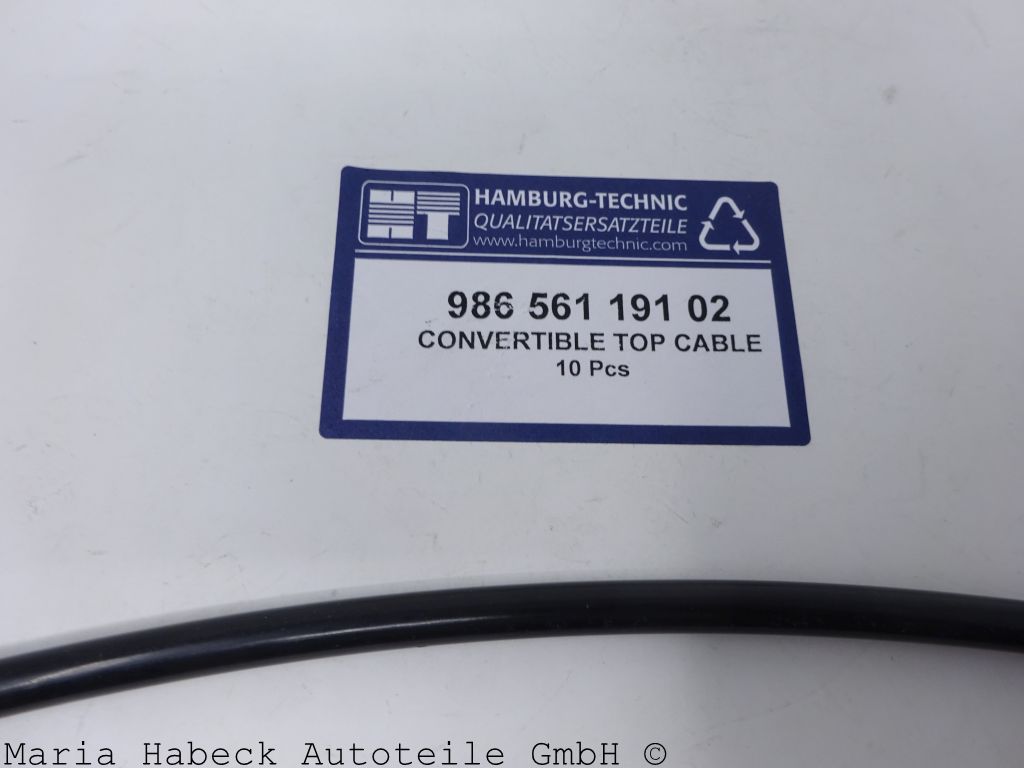 HT
HAMBURG-TECHNIC
QUALITATSERSATZTEILE
www.hamburgtechnic.com
986 561 191 02
CONVERTIBLE TOP CABLE
10 Pcs
Maria Habeck Autoteile GmbH ©